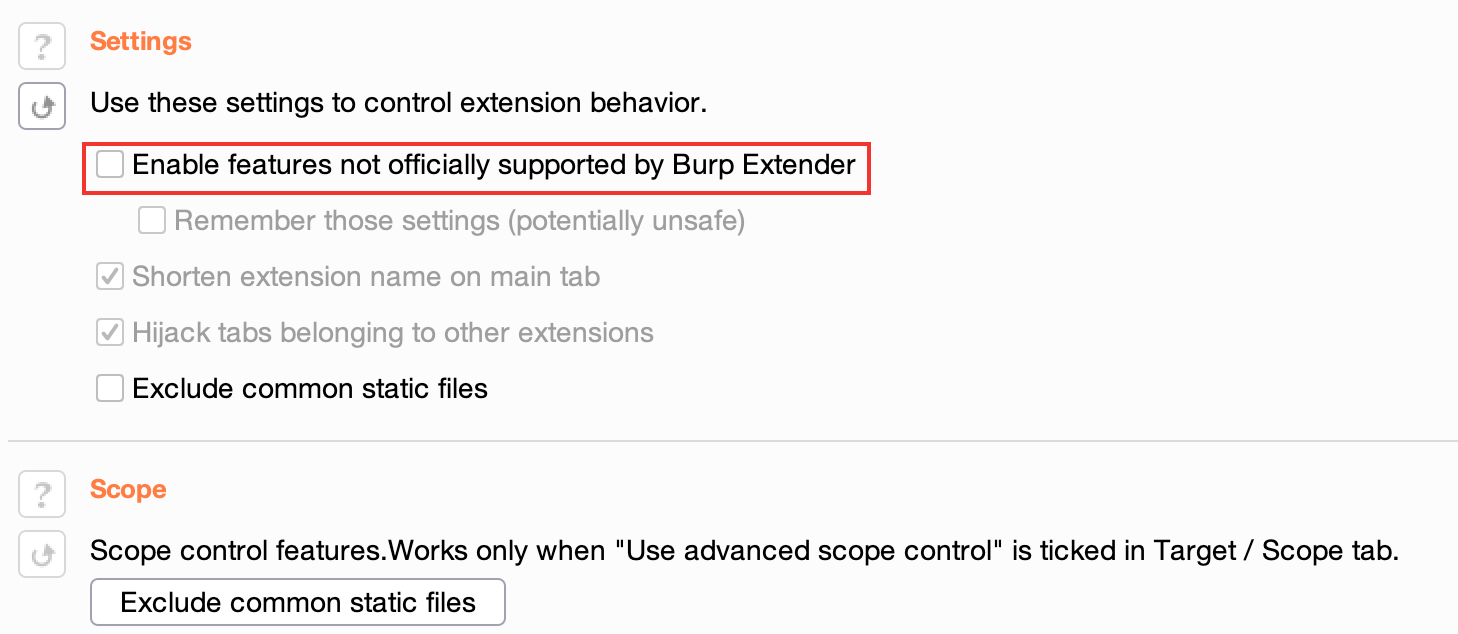 ?
Settings
Use these settings to control extension behavior.
Enable features not officially supported by Burp Extender
Remember those settings (potentially unsafe)
Shorten extension name on main tab
Hijack tabs belonging to other extensions
Exclude common static files
?
Scope
Scope control features.Works only when "Use advanced scope control" is ticked in Target / Scope tab.
Exclude common static files